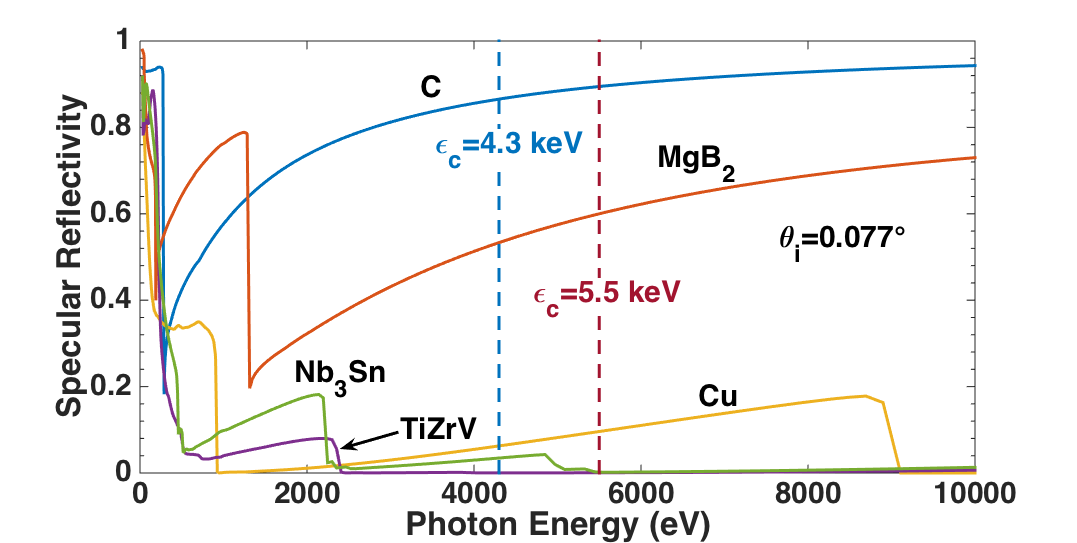 1
0.8
0.6
0.4
0.2
0
Specular Reflectivity
C
ϵc=4.3 keV
MgB2
θi=0.077°
ϵc=5.5 keV
Nb3Sn
TiZrV
Cu
0 2000 4000 6000 8000 10000
Photon Energy (eV)